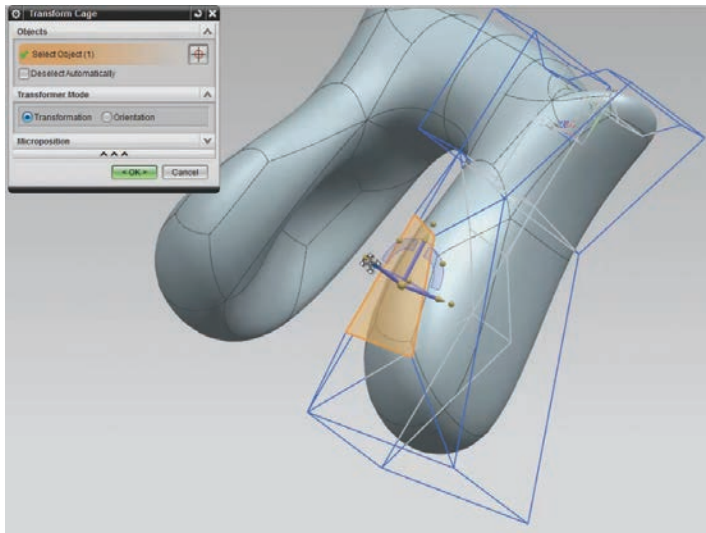 Transform Cage
Objects
Select Object (1)
Deselect Automatically
Transformer Mode
Transformation Orientation
Microposition
< OK > Cancel